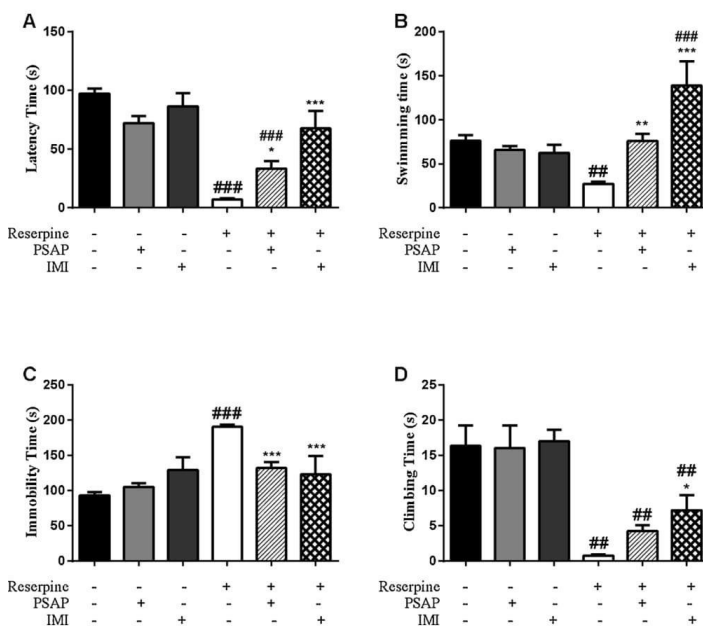 A
Latency Time (s)
150
100
50
0
###
###
*
***
Reserpine - - - + + +
PSAP - + - - + -
IMI - - + - - +
B
Swinmming time (s)
200
150
100
50
0
##
**
###
***
Reserpine - - - + + +
PSAP - + - - + -
IMI - - + - - +
C
Immobility Time (s)
250
200
150
100
50
0
###
***
***
Reserpine - - - + + +
PSAP - + - - + -
IMI - - + - - +
D
Climbing Time (s)
25
20
15
10
5
0
##
##
##
*
Reserpine - - - + + +
PSAP - + - - + -
IMI - - + - - +